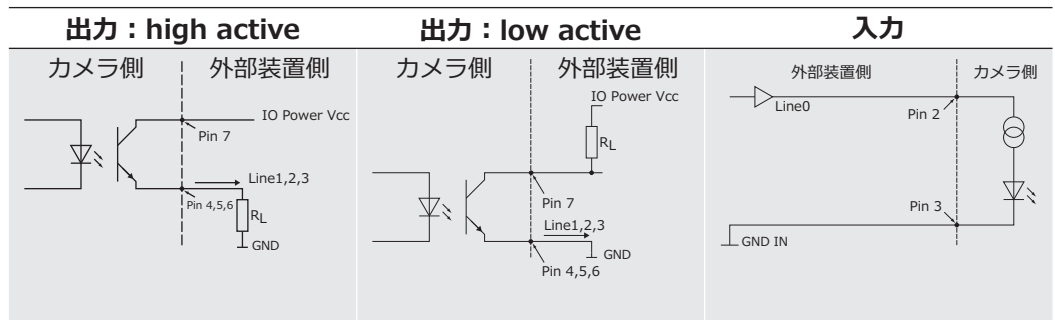 出力：high active
カメラ側
外部装置側
IO Power Vcc
Pin 7
Line1,2,3
Pin 4,5,6
RL
GND
出力：low active
カメラ側
外部装置側
IO Power Vcc
RL
Pin 7
Line1,2,3
GND
Pin 4,5,6
入力
外部装置側
カメラ側
Line0
Pin 2
Pin 3
GND IN